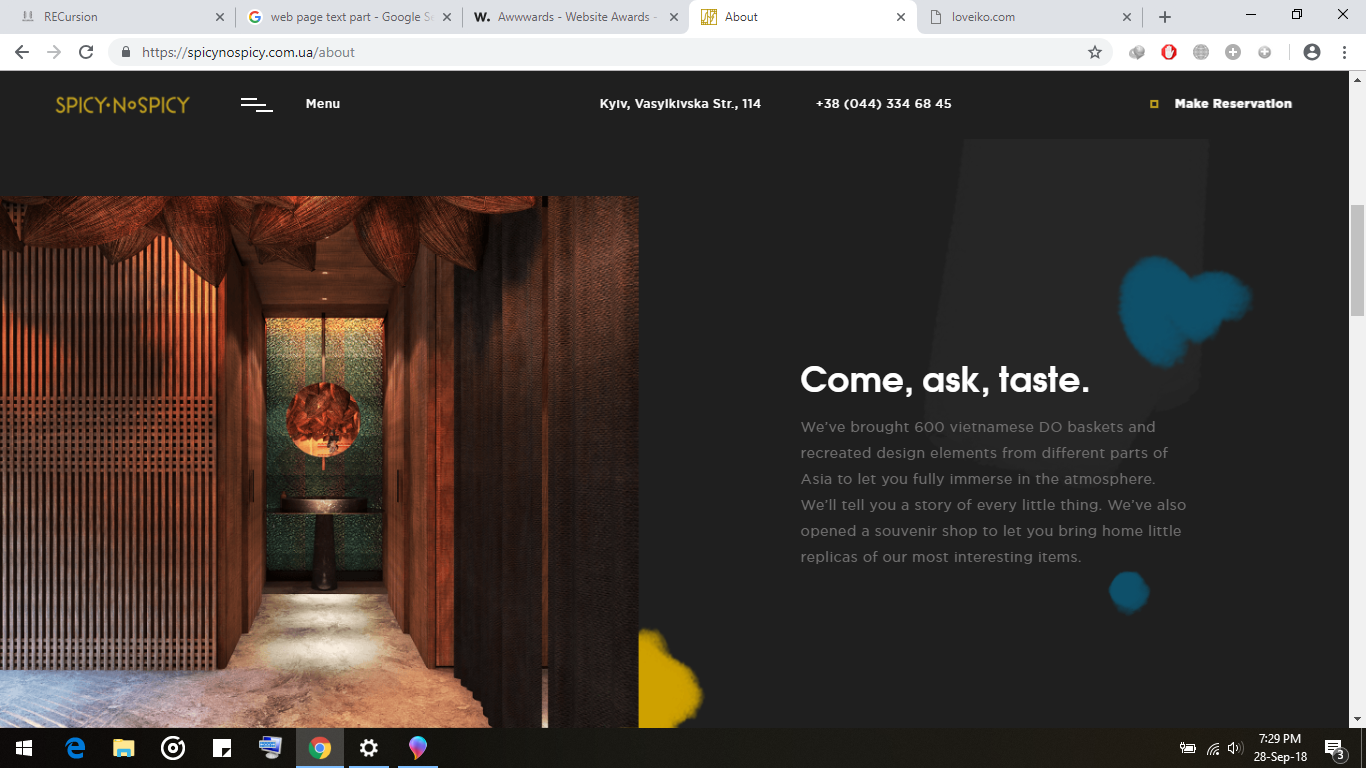 RECursion
web page text part - Google Se
W. Awwwards - Website Awards -
About
loveiko.com
https://spicynospicy.com.ua/about
SPICY·NoSPICY
Menu
Kyiv, Vasylkivska Str., 114
+38 (044) 334 68 45
Make Reservation
Come, ask, taste.
We've brought 600 vietnamese DO baskets and
recreated design elements from different parts of
Asia to let you fully immerse in the atmosphere.
We'll tell you a story of every little thing. We've also
opened a souvenir shop to let you bring home little
replicas of our most interesting items.
7:29 PM
28-Sep-18
3